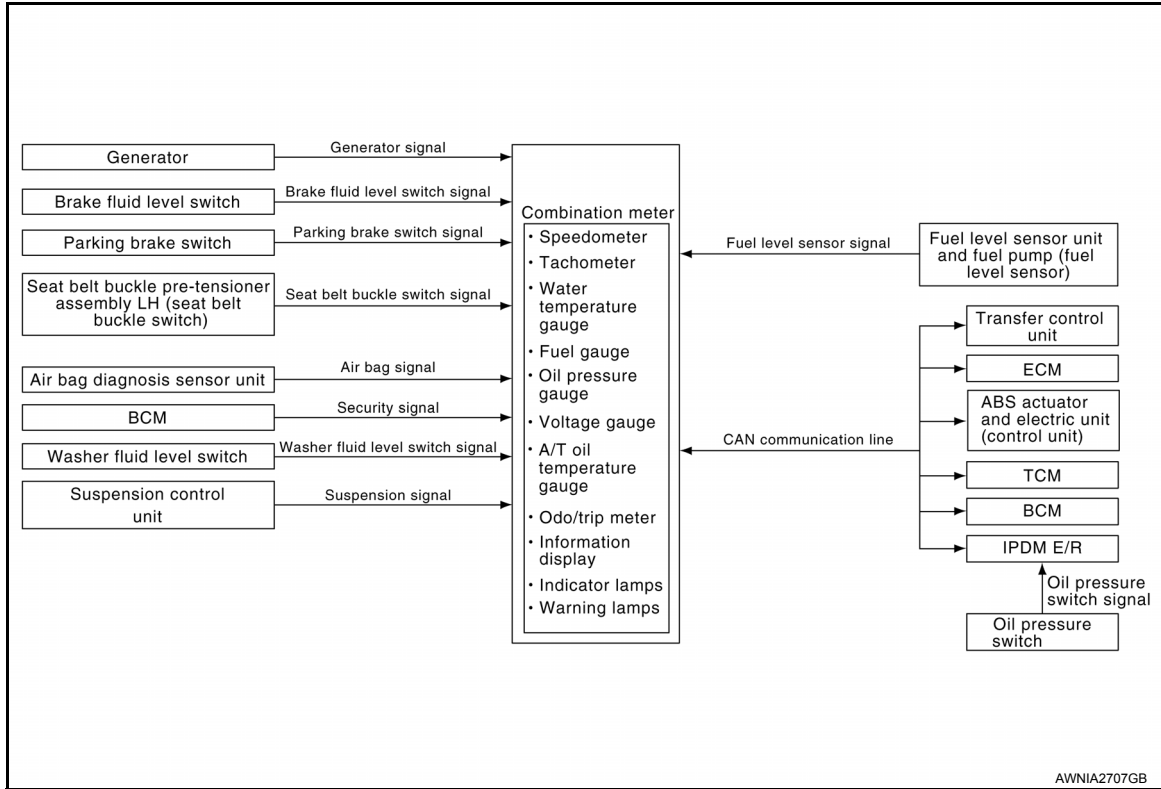 Generator
Generator signal
Brake fluid level switch
Brake fluid level switch signal
Parking brake switch
Parking brake switch signal
Seat belt buckle pre-tensioner
assembly LH (seat belt
buckle switch)
Seat belt buckle switch signal
Air bag diagnosis sensor unit
Air bag signal
BCM
Security signal
Washer fluid level switch
Washer fluid level switch signal
Suspension control
unit
Suspension signal
Combination meter
• Speedometer
• Tachometer
• Water
temperature
gauge
• Fuel gauge
• Oil pressure
gauge
• Voltage gauge
• A/T oil
temperature
gauge
• Odo/trip meter
• Information
display
• Indicator lamps
• Warning lamps
Fuel level sensor signal
Fuel level sensor unit
and fuel pump (fuel
level sensor)
CAN communication line
Transfer control
unit
ECM
ABS actuator
and electric unit
(control unit)
TCM
BCM
IPDM E/R
Oil pressure
switch signal
Oil pressure
switch
AWNIA2707GB